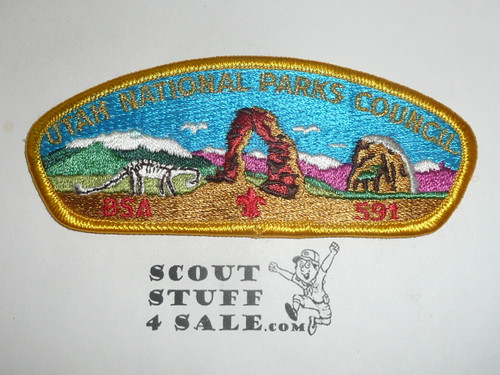 UTAH NATIONAL PARKS COUNCIL
BSA 591
SCOUT
STUFF
4 SALE.com